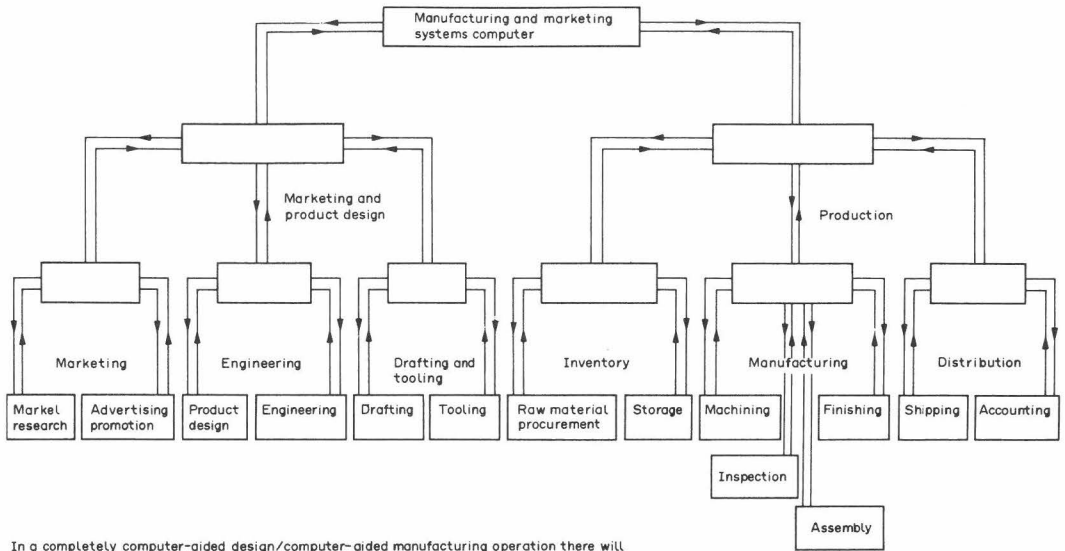 Manufacturing and marketing
systems computer
Marketing and
product design
Production
Marketing
Engineering
Drafting and
tooling
Inventory
Manufacturing
Distribution
Markel
research
Advertising
promotion
Product
design
Engineering
Drafting
Tooling
Raw material
procurement
Storage
Machining
Finishing
Shipping
Accounting
Inspection
Assembly
In a completely computer-aided design/computer-aided manufacturing operation there will